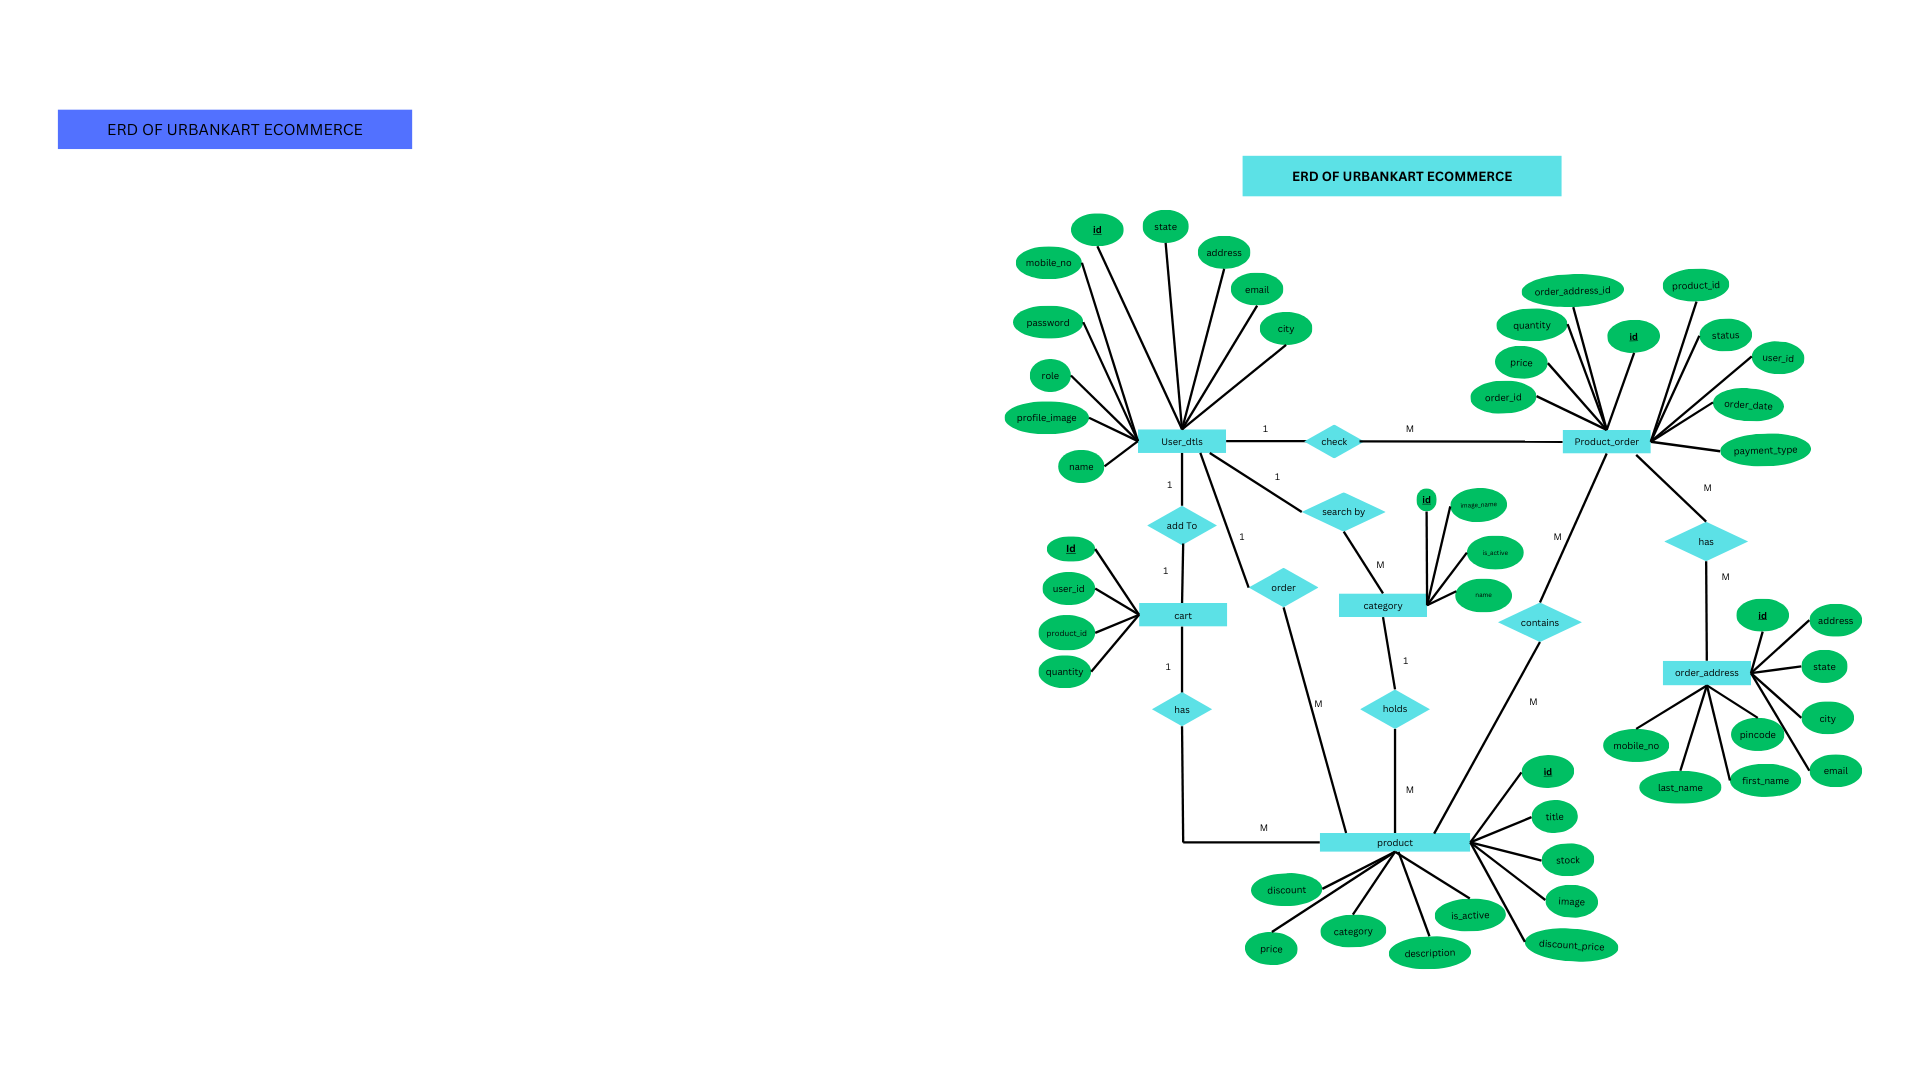 ERD OF URBANKART ECOMMERCE
ERD OF URBANKART ECOMMERCE
id
state
address
mobile_no
email
city
password
role
profile_image
name
User_dtls
1
check
M
order_address_id
product_id
quantity
id
status
price
user_id
order_id
order_date
payment_type
Product_order
1
add To
1
1
search by
M
1
order
M
id
image_name
is_active
name
category
M
contains
M
M
has
M
Id
user_id
product_id
quantity
cart
1
has
M
1
holds
M
id
address
state
order_address
city
pincode
mobile_no
email
first_name
last_name
product
id
title
stock
image
discount_price
discount
is_active
category
price
description